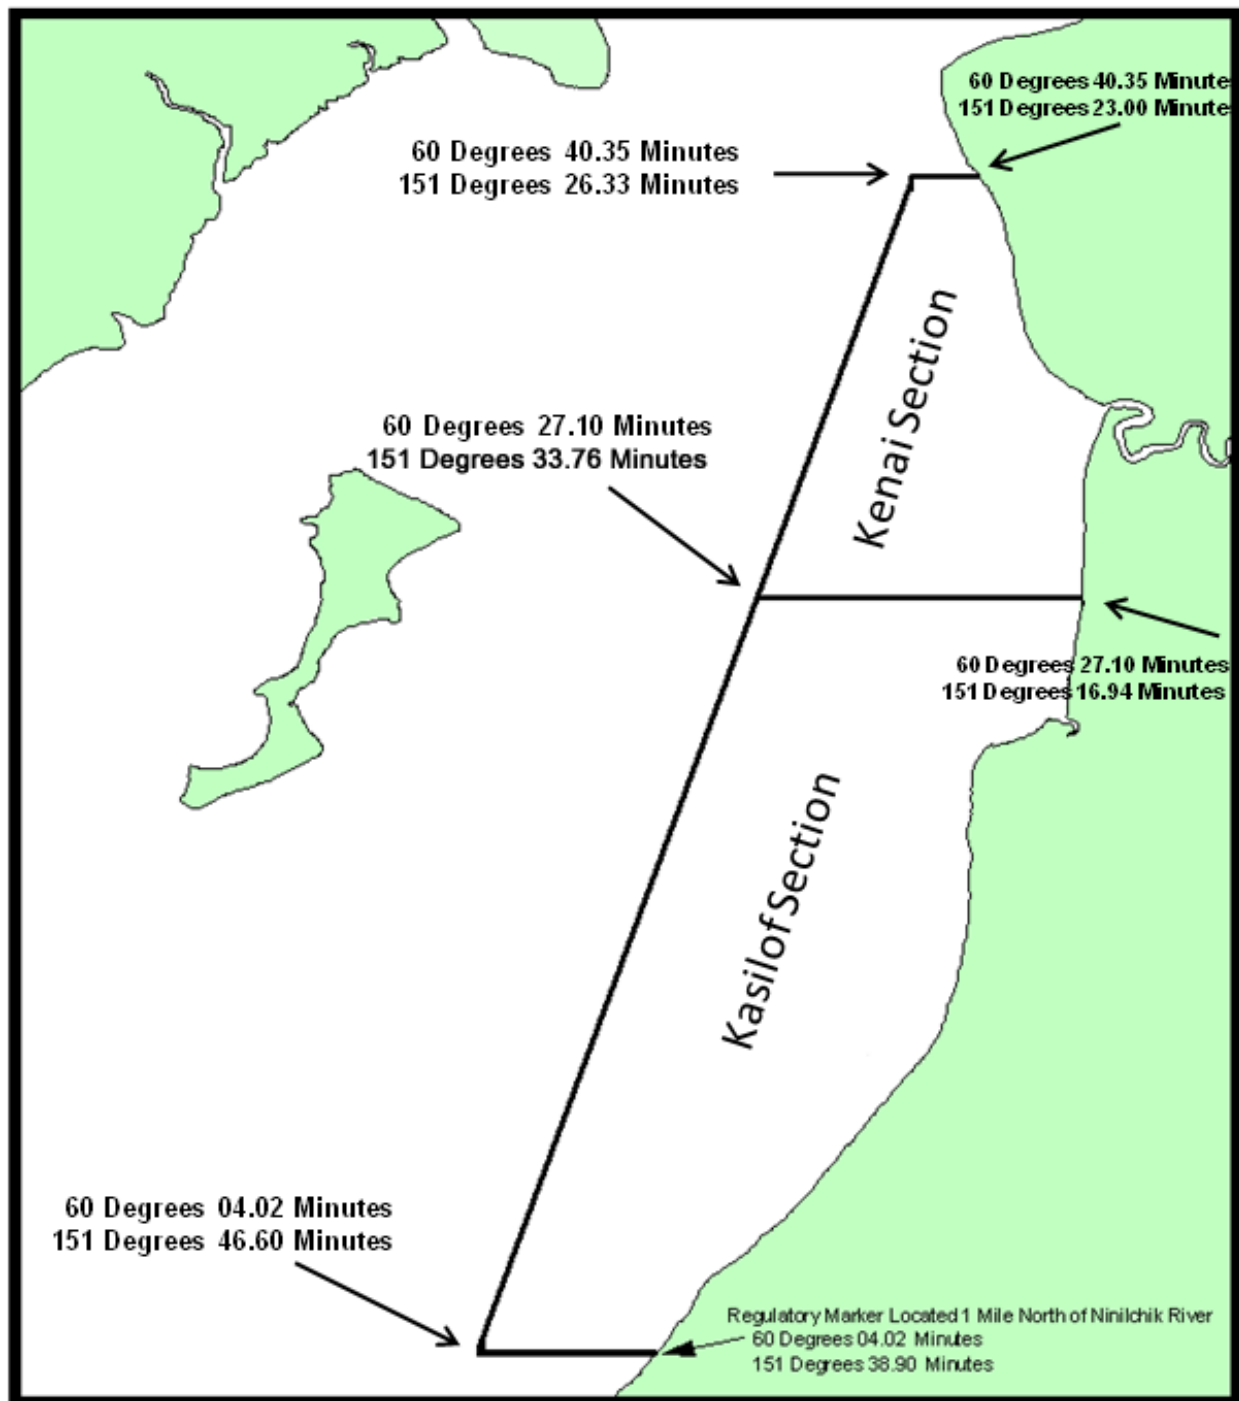 60 Degrees 40.35 Minute
151 Degrees 23.00 Minute
60 Degrees 40.35 Minutes
151 Degrees 26.33 Minutes
Kenai Section
60 Degrees 27.10 Minutes
151 Degrees 33.76 Minutes
60 Degrees 27.10 Minutes
151 Degrees 16.94 Minutes
Kasilof Section
60 Degrees 04.02 Minutes
151 Degrees 46.60 Minutes
Regulatory Marker Located 1 Mile North of Ninilchik River
60 Degrees 04.02 Minutes
151 Degrees 38.90 Minutes